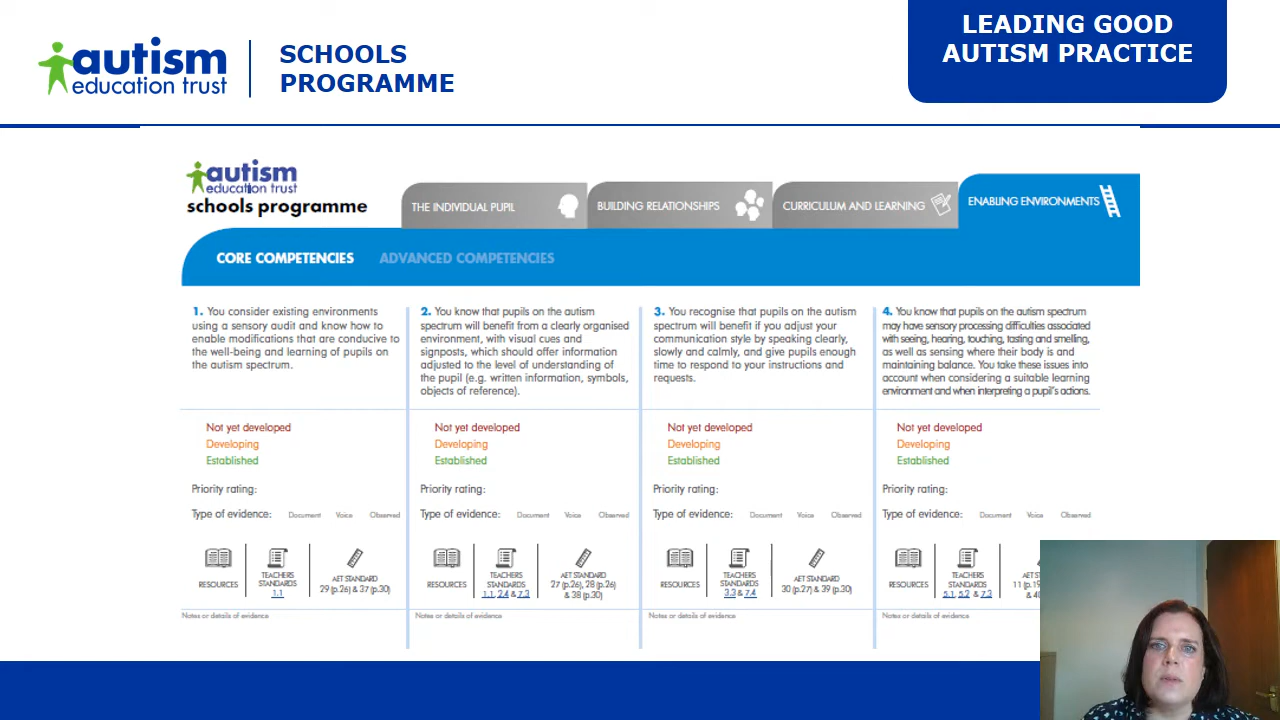 autism
education trust
SCHOOLS
PROGRAMME
LEADING GOOD
AUTISM PRACTICE
autism
education trust
schools programme
THE INDIVIDUAL PUPIL
BUILDING RELATIONSHIPS
CURRICULUM AND LEARNING
ENABLING ENVIRONMENTS
CORE COMPETENCIES
ADVANCED COMPETENCIES
1. You consider existing environments
using a sensory audit and know how to
enable modifications that are conducive to
the well-being and learning of pupils on
the autism spectrum.
Not yet developed
Developing
Established
Priority rating:
Type of evidence: Document Voice Observed
RESOURCES
TEACHERS
STANDARDS
1.1
AET STANDARD
29 (p.26) & 37 (p.30)
Notes or details of evidence
2. You know that pupils on the autism
spectrum will benefit from a clearly organised
environment, with visual cues and
signposts, which should offer information
adjusted to the level of understanding of
the pupil (e.g. written information, symbols,
objects of reference).
Not yet developed
Developing
Established
Priority rating:
Type of evidence: Document Voice Observed
RESOURCES
TEACHERS
STANDARDS
1.1, 2.4 & 7.3
AET STANDARD
27 (p.26), 28 (p.26)
& 38 (p.30)
Notes or details of evidence
3. You recognise that pupils on the autism
spectrum will benefit if you adjust your
communication style by speaking clearly,
slowly and calmly, and give pupils enough
time to respond to your instructions and
requests.
Not yet developed
Developing
Established
Priority rating:
Type of evidence: Document Voice Observed
RESOURCES
TEACHERS
STANDARDS
3.3 & 7.4
AET STANDARD
30 (p.27) & 39 (p.30)
Notes or details of evidence
4. You know that pupils on the autism spectrum
may have sensory processing difficulties associated
with seeing, hearing, touching, tasting and smelling,
as well as sensing where their body is and
maintaining balance. You take these issues into
account when considering a suitable learning
environment and when interpreting a pupil's actions.
Not yet developed
Developing
Established
Priority rating:
Type of evidence: Document Voice Observed
RESOURCES
TEACHERS
STANDARDS
5.1, 5.2 & 7.3
Notes or details of evidence